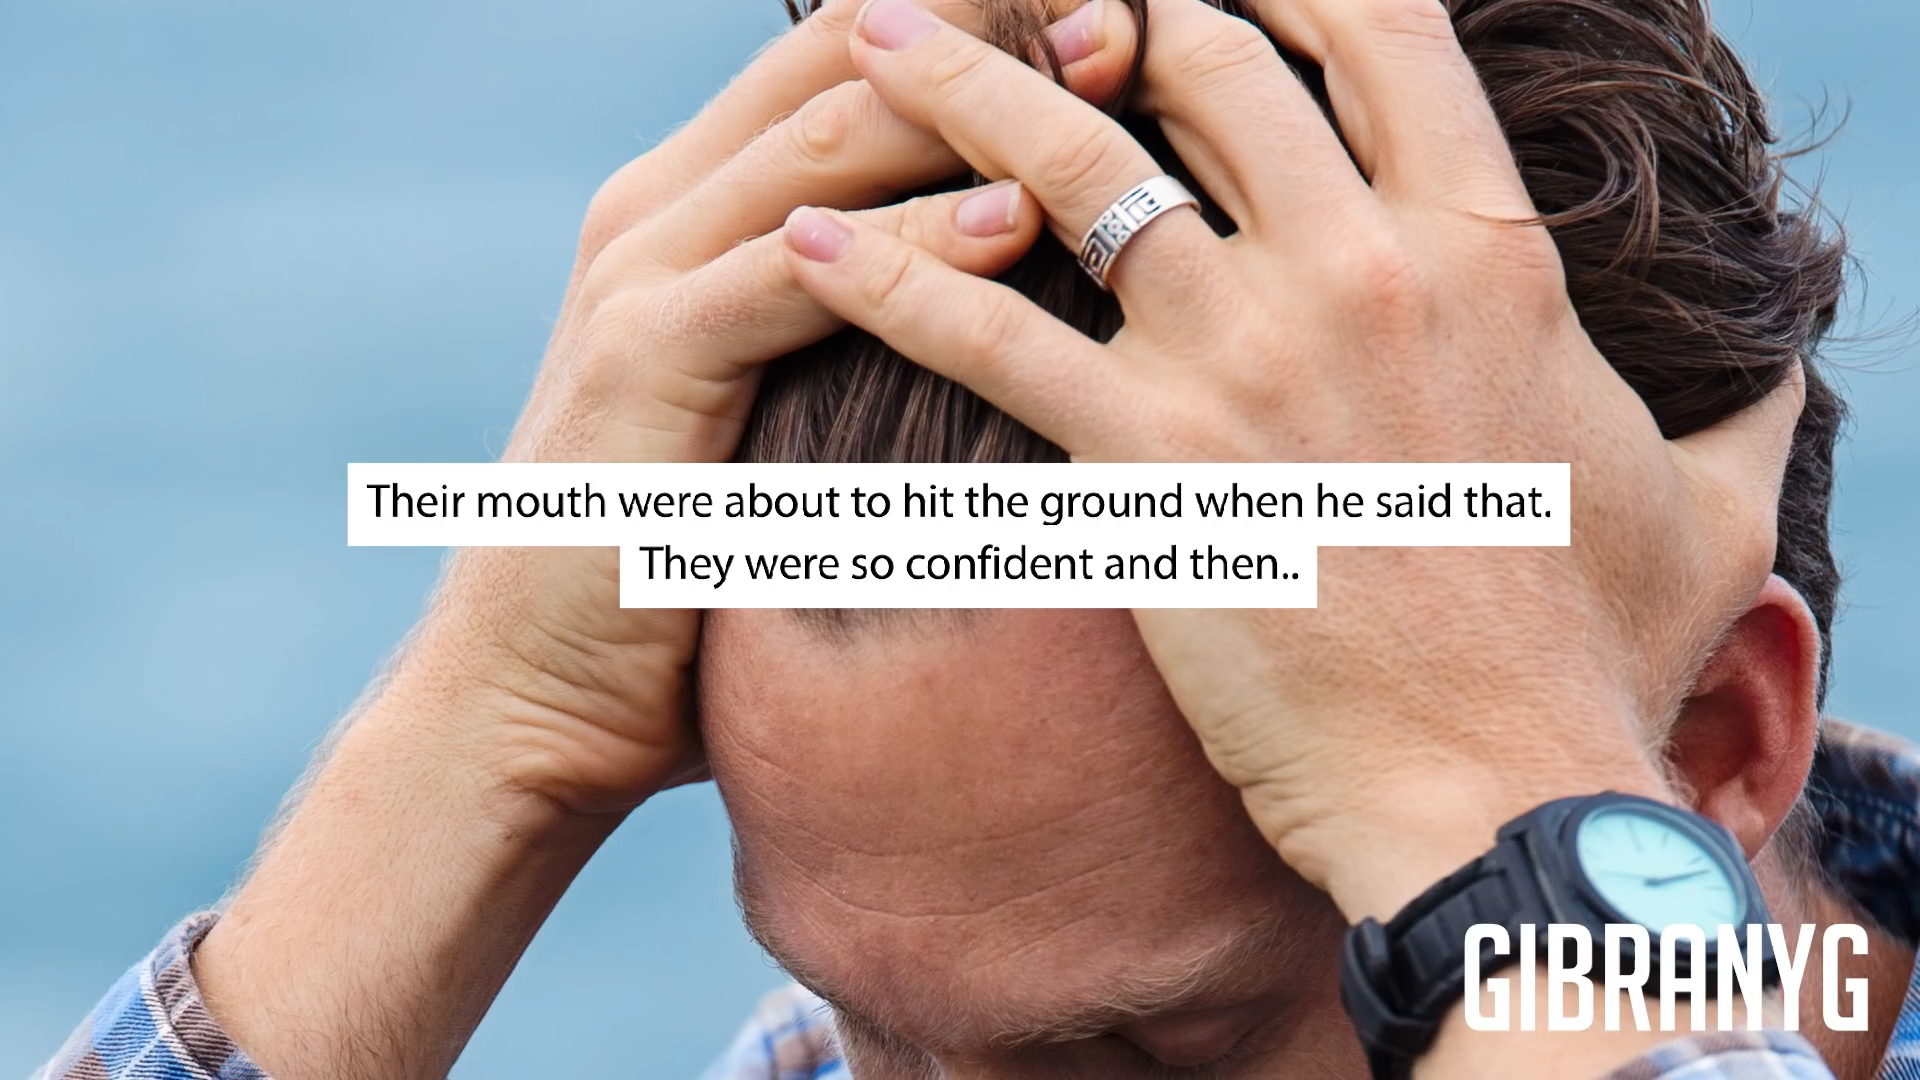 Their mouth were about to hit the ground when he said that.
They were so confident and then..
GIBRANYG